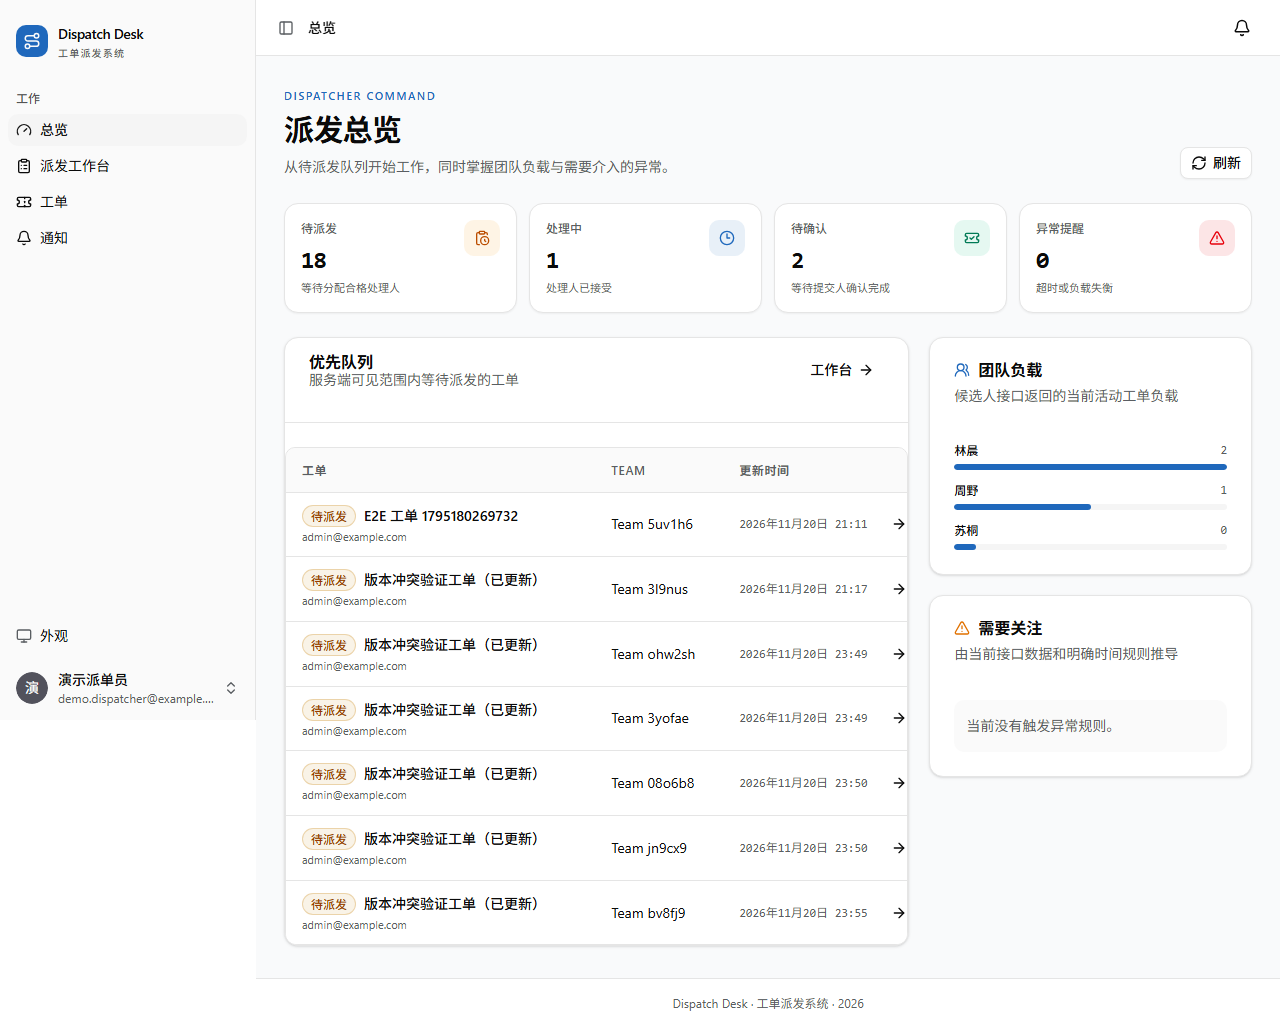 Dispatch Desk
工单派发系统
工作
总览
派发工作台
工单
通知
外观
演
演示派单员
demo.dispatcher@example....
总览
DISPATCHER COMMAND
派发总览
从待派发队列开始工作，同时掌握团队负载与需要介入的异常。
刷新
待派发
18
等待分配合格处理人
处理中
1
处理人已接受
待确认
2
等待提交人确认完成
异常提醒
0
超时或负载失衡
优先队列
服务端可见范围内等待派发的工单
工作台
工单 TEAM 更新时间
待派发 E2E 工单 1795180269732
admin@example.com
Team 5uv1h6
2026年11月20日 21:11
待派发 版本冲突验证工单（已更新）
admin@example.com
Team 3l9nus
2026年11月20日 21:17
待派发 版本冲突验证工单（已更新）
admin@example.com
Team ohw2sh
2026年11月20日 23:49
待派发 版本冲突验证工单（已更新）
admin@example.com
Team 3yofae
2026年11月20日 23:49
待派发 版本冲突验证工单（已更新）
admin@example.com
Team 08o6b8
2026年11月20日 23:50
待派发 版本冲突验证工单（已更新）
admin@example.com
Team jn9cx9
2026年11月20日 23:50
待派发 版本冲突验证工单（已更新）
admin@example.com
Team bv8fj9
2026年11月20日 23:55
团队负载
候选人接口返回的当前活动工单负载
林晨 2
周野 1
苏桐 0
需要关注
由当前接口数据和明确时间规则推导
当前没有触发异常规则。
Dispatch Desk · 工单派发系统 · 2026